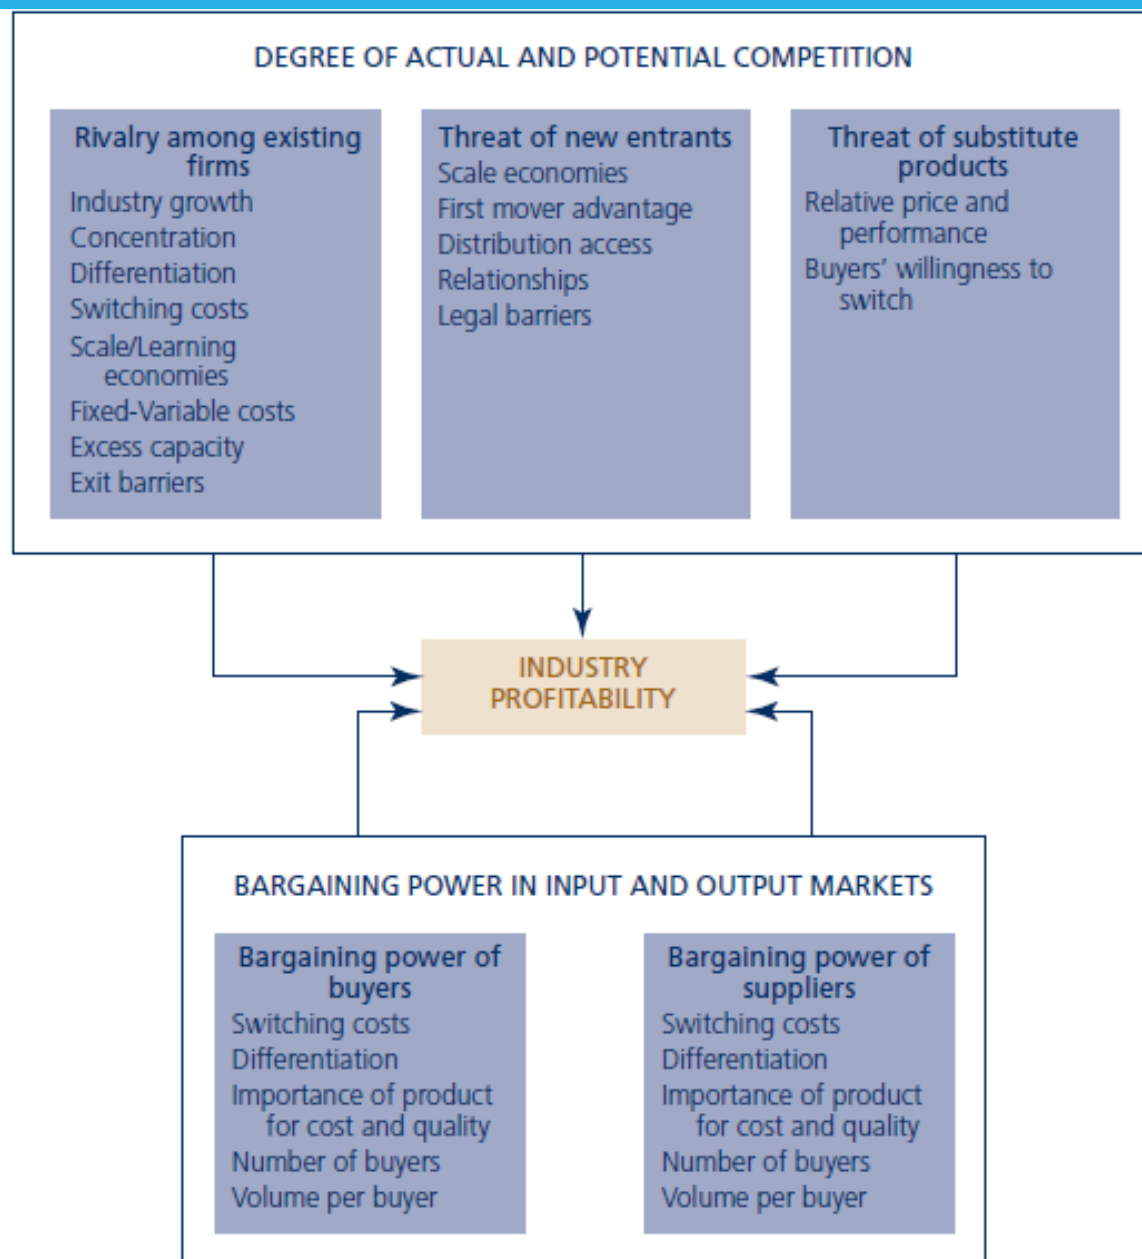 DEGREE OF ACTUAL AND POTENTIAL COMPETITION
Rivalry among existing
firms
Industry growth
Concentration
Differentiation
Switching costs
Scale/Learning
economies
Fixed-Variable costs
Excess capacity
Exit barriers
Threat of new entrants
Scale economies
First mover advantage
Distribution access
Relationships
Legal barriers
Threat of substitute
products
Relative price and
performance
Buyers’ willingness to
switch
INDUSTRY
PROFITABILITY
BARGAINING POWER IN INPUT AND OUTPUT MARKETS
Bargaining power of
buyers
Switching costs
Differentiation
Importance of product
for cost and quality
Number of buyers
Volume per buyer
Bargaining power of
suppliers
Switching costs
Differentiation
Importance of product
for cost and quality
Number of buyers
Volume per buyer